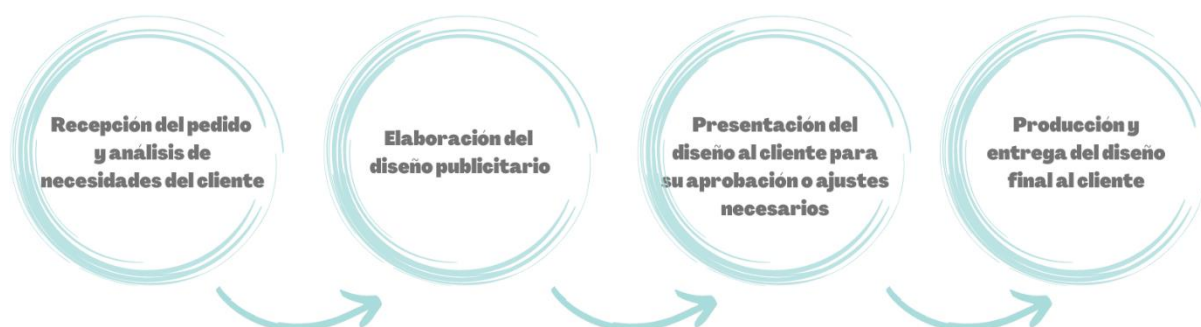 Recepción del pedido
y análisis de
necesidades del cliente
Elaboración del
diseño publicitario
Presentación del
diseño al cliente para
su aprobación o ajustes
necesarios
Producción y
entrega del diseño
final al cliente